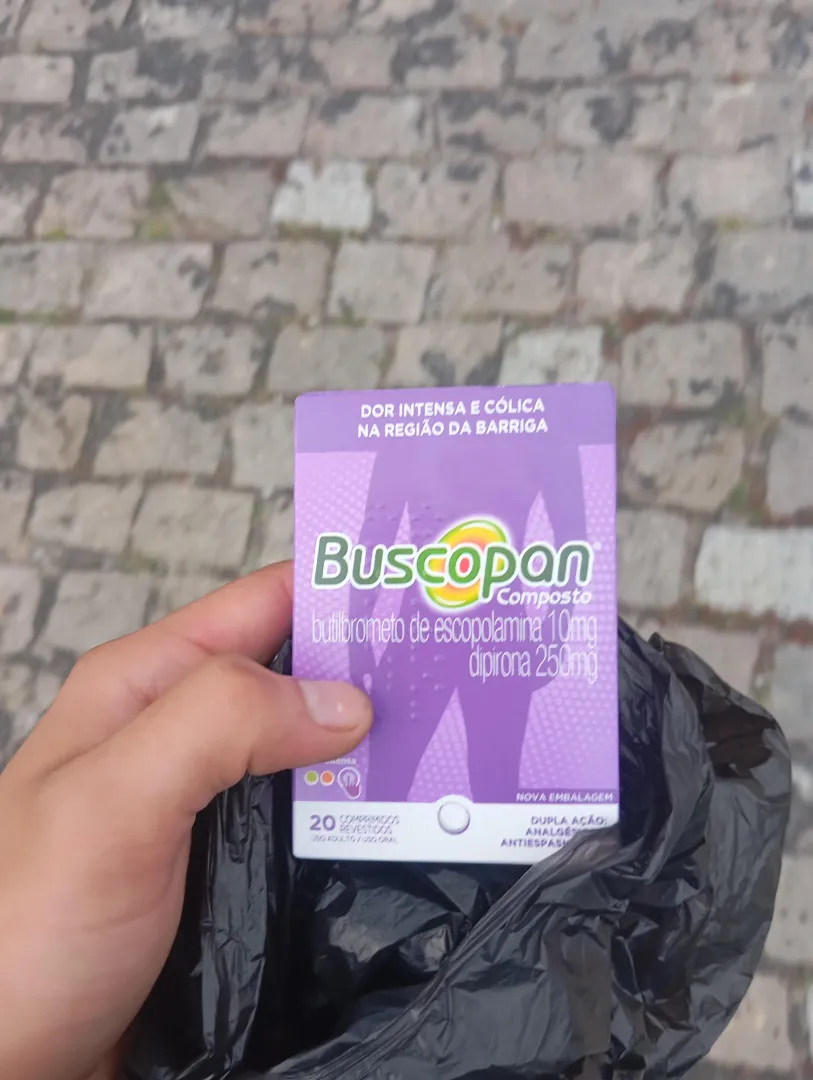 DOR INTENSA E CÓLICA
NA REGIÃO DA BARRIGA
Buscopan
Composto
butilbrometo de escopolamina 10mg
dipirona 250mg
NOVA EMBALAGEM
20 COMPRIMIDOS
REVESTIDOS
USO ADULTO / USO ORAL
DUPLA AÇÃO: